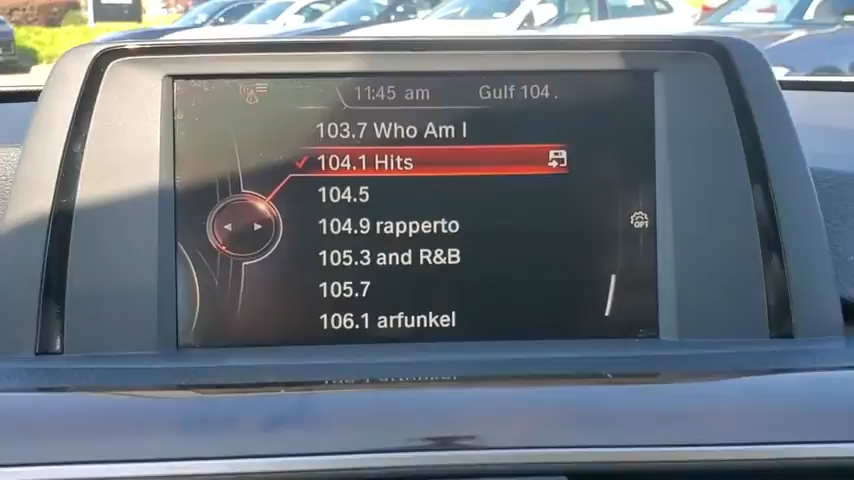 11:45 am
Gulf 104.
103.7 Who Am I
104.1 Hits
104.5
104.9 rapperto
105.3 and R&B
105.7
106.1 arfunkel
OPT